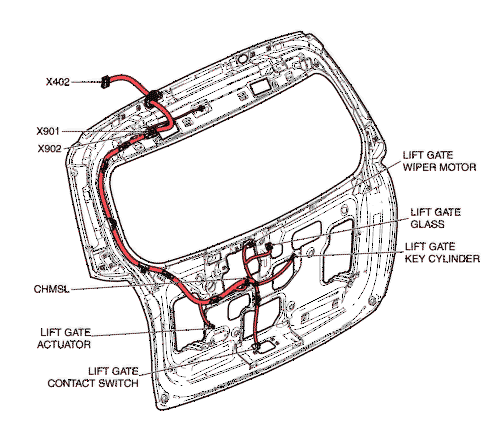 X402
X901
X902
LIFT GATE
WIPER MOTOR
LIFT GATE
GLASS
LIFT GATE
KEY CYLINDER
CHMSL
LIFT GATE
ACTUATOR
LIFT GATE
CONTACT SWITCH